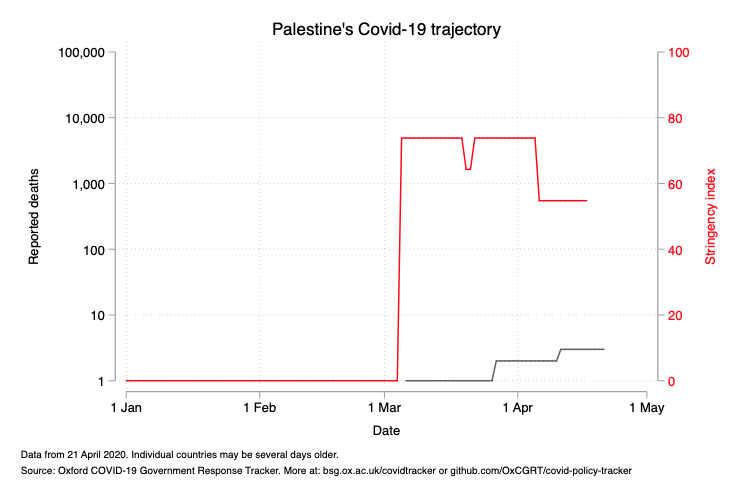 Palestine's Covid-19 trajectory
100,000
10,000
1,000
100
10
1
Reported deaths
100
80
60
40
20
0
Stringency index
1 Jan 1 Feb 1 Mar 1 Apr 1 May
Date
Data from 21 April 2020. Individual countries may be several days older.
Source: Oxford COVID-19 Government Response Tracker. More at: bsg.ox.ac.uk/covidtracker or github.com/OxCGRT/covid-policy-tracker